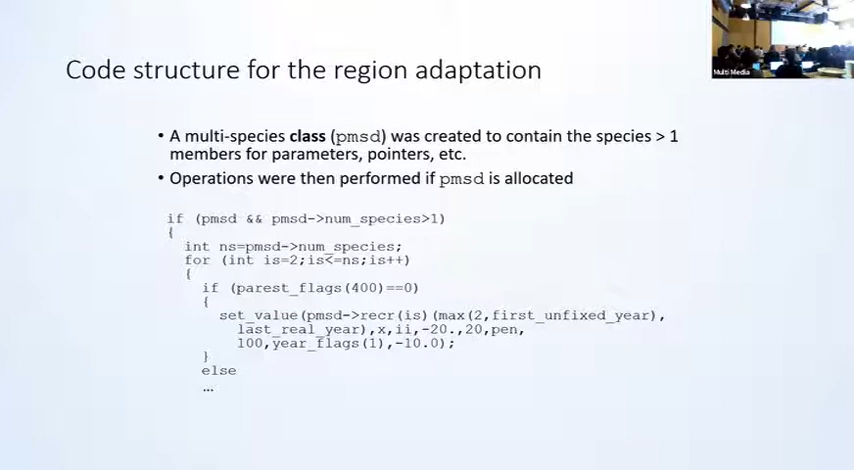 Multi Media
Code structure for the region adaptation
• A multi-species class (pmsd) was created to contain the species > 1
members for parameters, pointers, etc.
• Operations were then performed if pmsd is allocated
if (pmsd && pmsd->num_species>1)
{
int ns=pmsd->num_species;
for (int is=2;is<=ns;is++)
{
if (parest_flags(400)==0)
{
set_value(pmsd->recr(is)(max(2,first_unfixed_year),
last_real_year),x,ii,-20.,20,pen,
100,year_flags(1),-10.0);
}
else
…